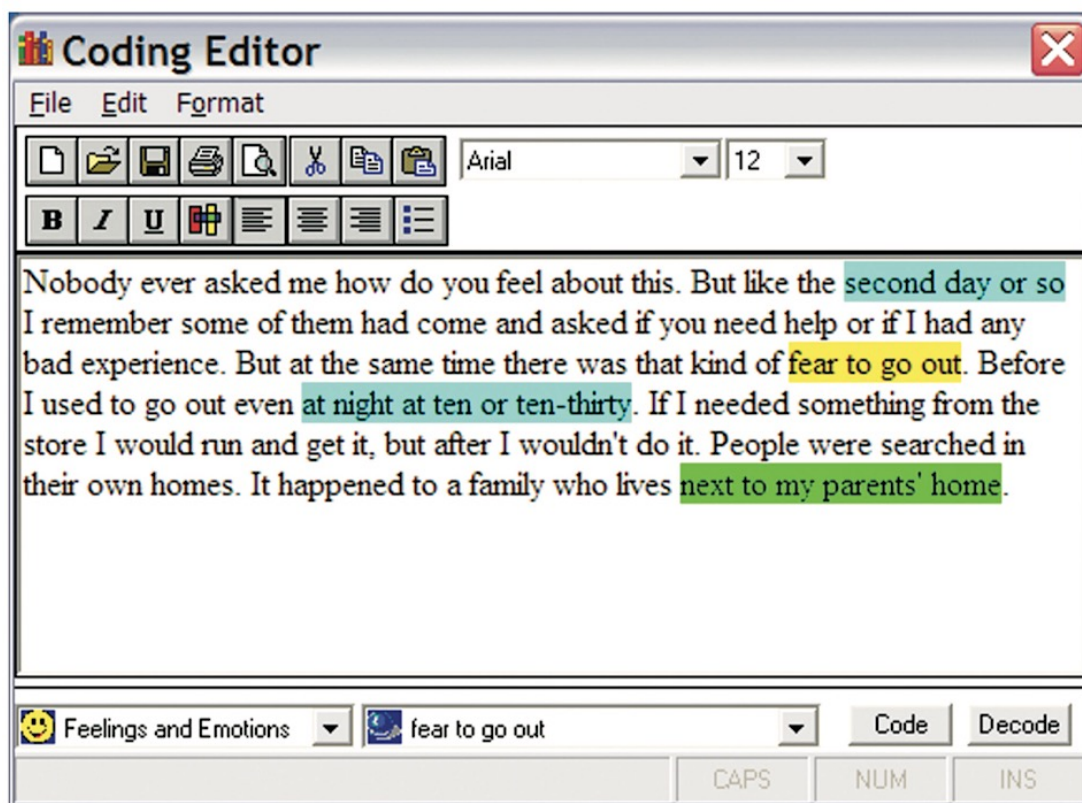 Coding Editor
File Edit Format
Arial 12
B I U
Nobody ever asked me how do you feel about this. But like the second day or so
I remember some of them had come and asked if you need help or if I had any
bad experience. But at the same time there was that kind of fear to go out. Before
I used to go out even at night at ten or ten-thirty. If I needed something from the
store I would run and get it, but after I wouldn't do it. People were searched in
their own homes. It happened to a family who lives next to my parents' home.
Feelings and Emotions fear to go out Code Decode
CAPS NUM INS